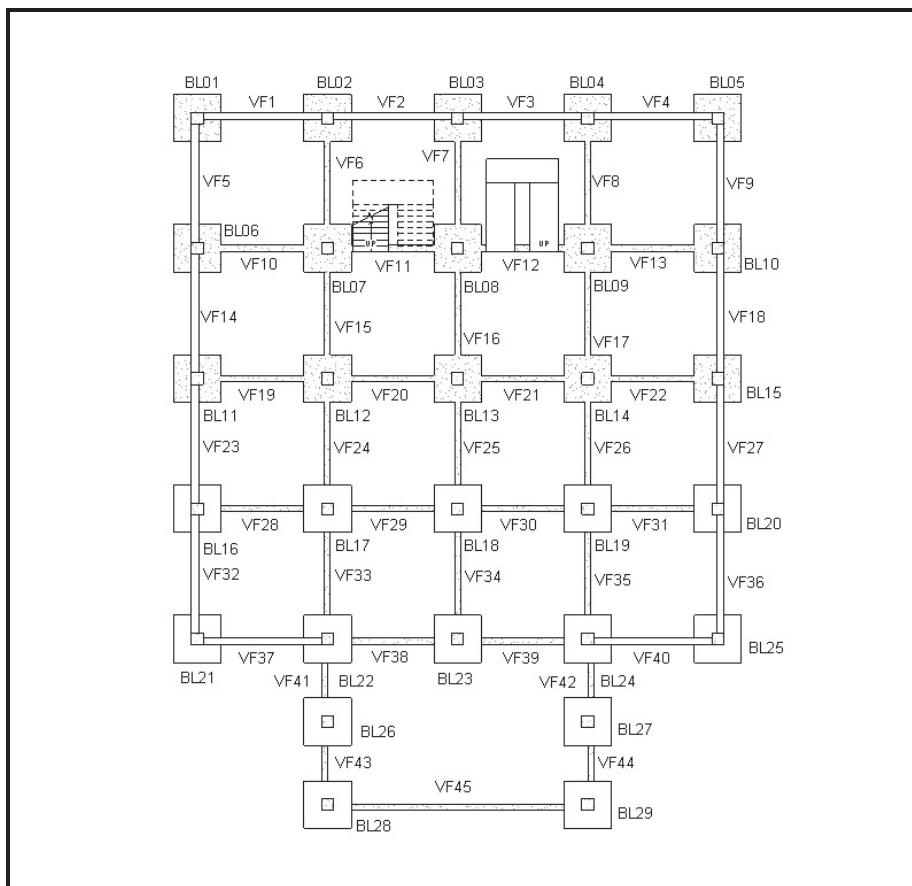 BL01 BL02 BL03 BL04 BL05
VF1 VF2 VF3 VF4
VF6 VF7
VF5 VF8 VF9
BL06
UP UP
VF10 VF11 VF12 VF13 BL10
BL07 BL08 BL09
VF14 VF18
VF15 VF16 VF17
VF19 VF20 VF21 VF22 BL15
BL11 BL12 BL13 BL14
VF23 VF24 VF25 VF26 VF27
VF28 VF29 VF30 VF31 BL20
BL16 BL17 BL18 BL19
VF32 VF33 VF34 VF35 VF36
VF37 VF38 VF39 VF40 BL25
BL21 VF41 BL22 BL23 VF42 BL24
BL26 BL27
VF43 VF44
VF45
BL28 BL29